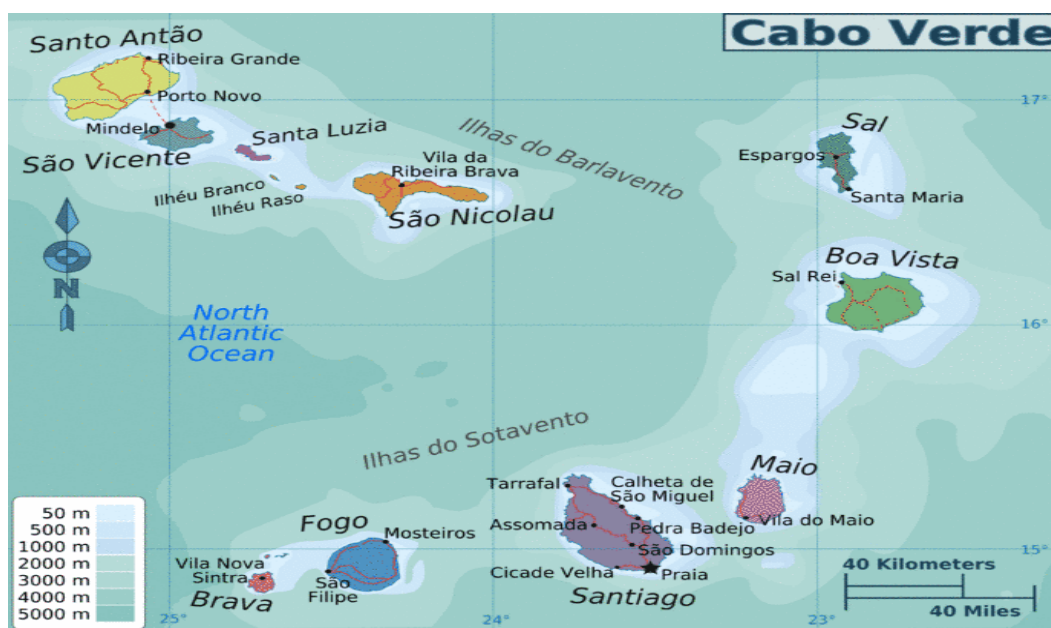 Cabo Verde
Santo Antão
Ribeira Grande
Porto Novo
Mindelo
São Vicente
Santa Luzia
Ilhéu Branco
Ilhéu Raso
Vila da
Ribeira Brava
São Nicolau
Ilhas do Barlavento
17°
Sal
Espargos
Santa Maria
Boa Vista
Sal Rei
16°
N
North
Atlantic
Ocean
Ilhas do Sotavento
Maio
Vila do Maio
Tarrafal
Calheta de
São Miguel
Assomada
Pedra Badejo
São Domingos
Cicade Velha
Praia
Santiago
15°
Fogo
Mosteiros
São
Filipe
Vila Nova
Sintra
Brava
50 m
500 m
1000 m
2000 m
3000 m
4000 m
5000 m
25°
24°
23°
40 Kilometers
40 Miles